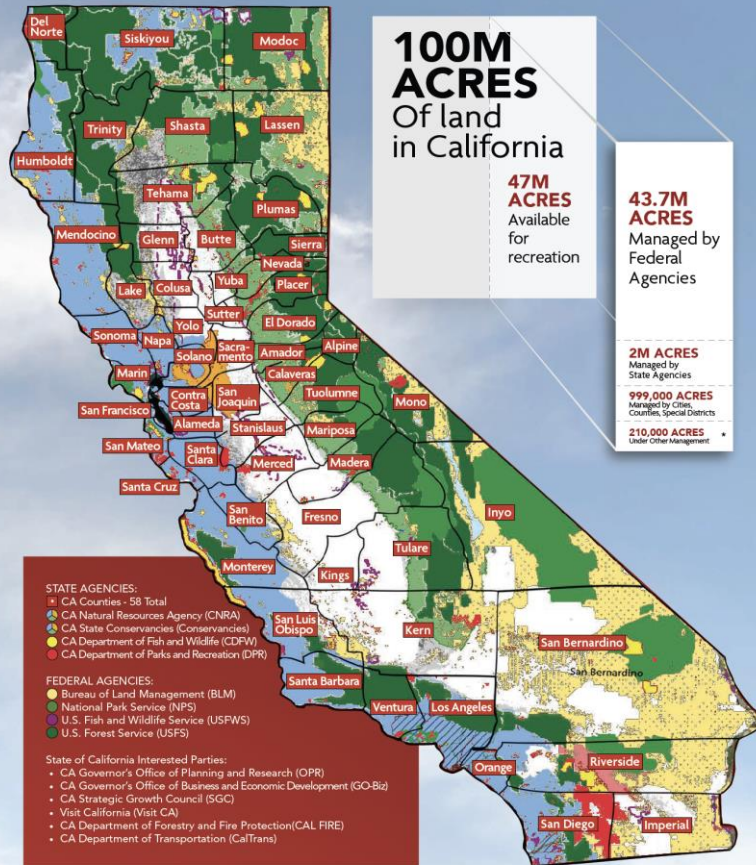 Del
Norte
Siskiyou
Modoc
Trinity
Shasta
Lassen
Humboldt
Tehama
Plumas
Mendocino
Glenn
Butte
Sierra
Nevada
Lake
Colusa
Yuba
Placer
Sutter
El Dorado
Sonoma
Napa
Yolo
Sacra-
mento
Alpine
Solano
Amador
Marin
Calaveras
Contra
Costa
San
Joaquin
Tuolumne
Mono
San Francisco
Alameda
Stanislaus
Mariposa
San Mateo
Santa
Clara
Merced
Madera
Santa Cruz
San
Benito
Fresno
Inyo
Monterey
Kings
Tulare
San Luis
Obispo
Kern
San Bernardino
San Bernardino
Santa Barbara
Ventura
Los Angeles
Orange
Riverside
San Diego
Imperial
100M
ACRES
Of land
in California
47M
ACRES
Available
for
recreation
43.7M
ACRES
Managed by
Federal
Agencies
2M ACRES
Managed by
State Agencies
999,000 ACRES
Managed by Cities,
Counties, Special Districts
210,000 ACRES *
Under Other Management
STATE AGENCIES:
CA Counties - 58 Total
CA Natural Resources Agency (CNRA)
CA State Conservancies (Conservancies)
CA Department of Fish and Wildlife (CDFW)
CA Department of Parks and Recreation (DPR)
FEDERAL AGENCIES:
Bureau of Land Management (BLM)
National Park Service (NPS)
U.S. Fish and Wildlife Service (USFWS)
U.S. Forest Service (USFS)
State of California Interested Parties:
• CA Governor's Office of Planning and Research (OPR)
• CA Governor's Office of Business and Economic Development (GO-Biz)
• CA Strategic Growth Council (SGC)
• Visit California (Visit CA)
• CA Department of Forestry and Fire Protection(CAL FIRE)
• CA Department of Transportation (CalTrans)